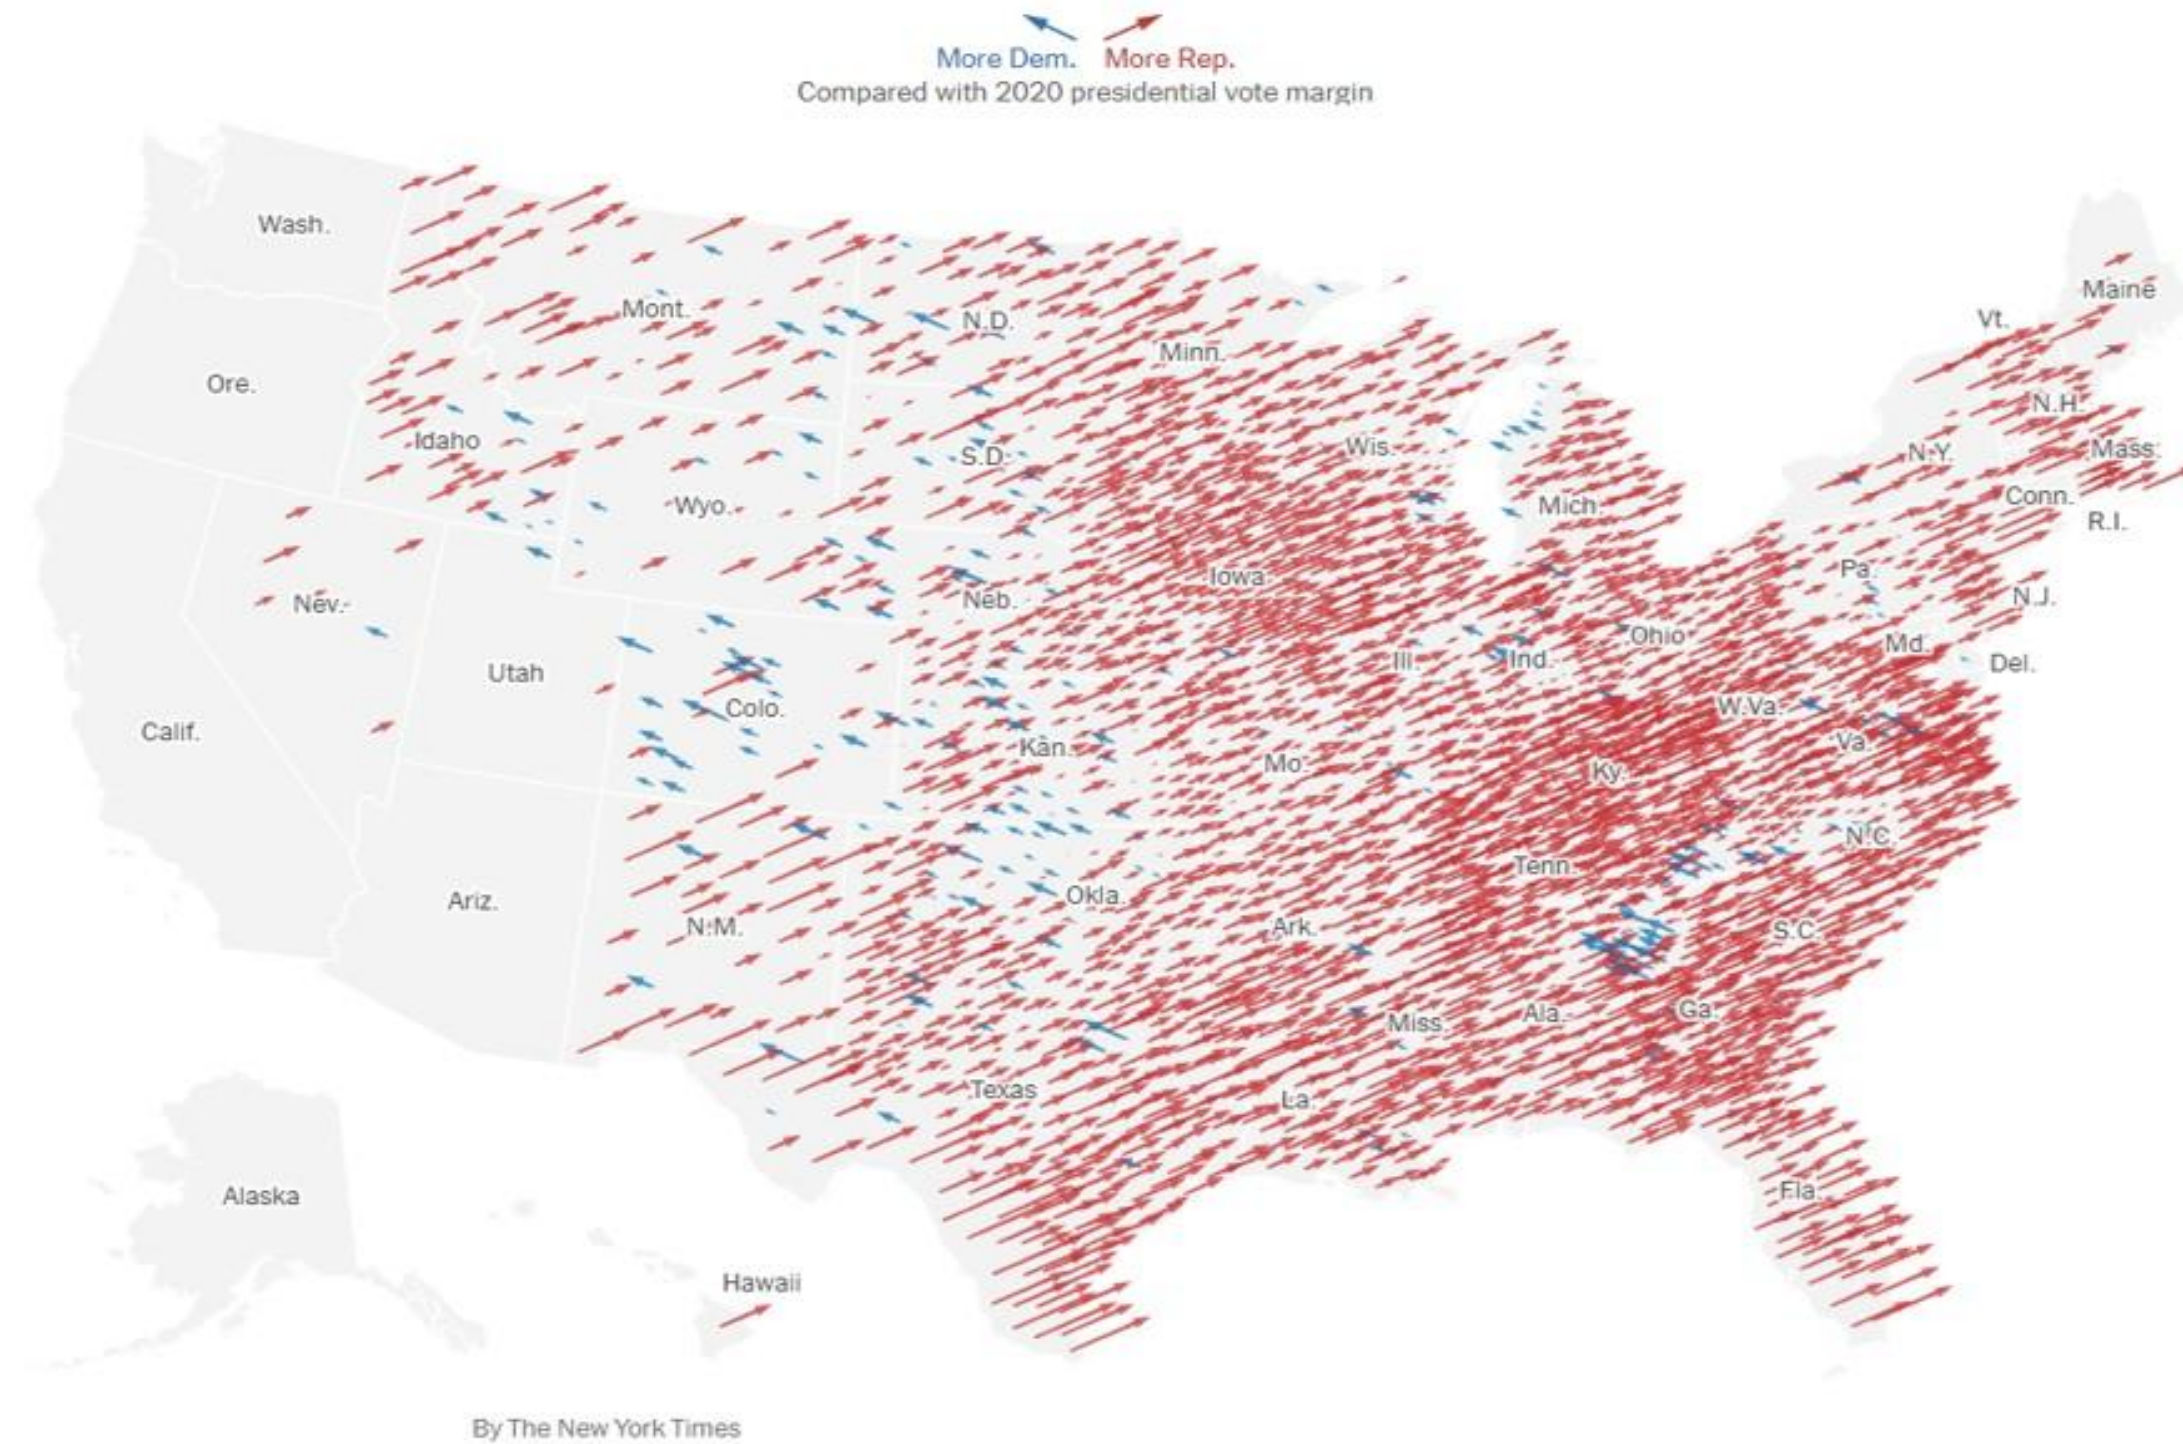 More Dem. More Rep.
Compared with 2020 presidential vote margin
Wash.
Maine
Mont.
N.D.
Vt.
Minn.
Ore.
N.H.
Idaho
Wis.
N.Y.
Mass.
S.D.
Wyo.
Mich.
Conn.
R.I.
Iowa
Pa.
Nev.
Neb.
N.J.
Ohio
Md.
Utah
Ill.
Ind.
Del.
Colo.
W.Va.
Calif.
Kan.
Va.
Mo.
Ky.
N.C.
Tenn.
Ariz.
Okla.
N.M.
Ark.
S.C.
Miss.
Ala.
Ga.
Texas
La.
Alaska
Fla.
Hawaii
By The New York Times